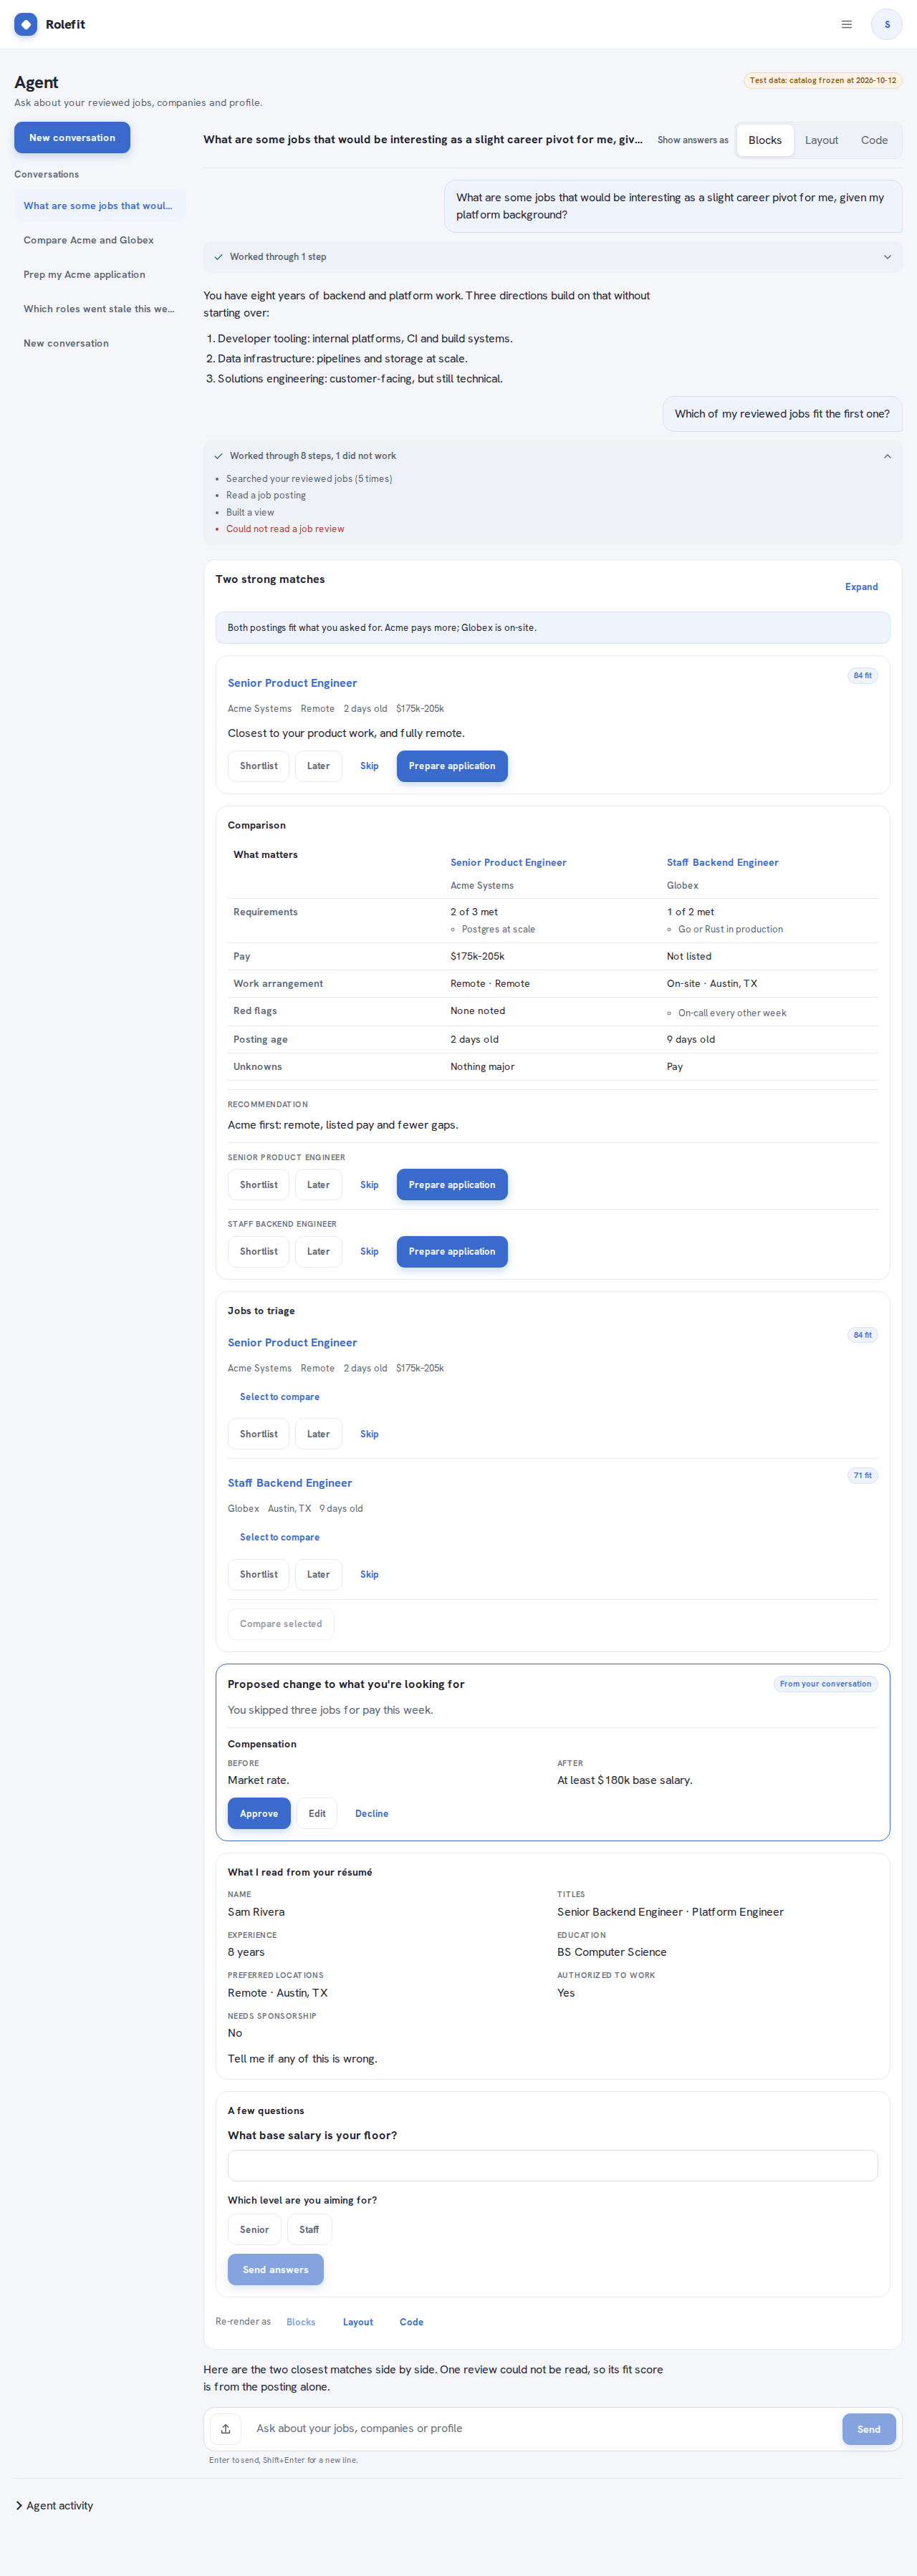 Rolefit
S
Agent
Test data: catalog frozen at 2026-10-12
Ask about your reviewed jobs, companies and profile.
New conversation
Conversations
What are some jobs that woul...
Compare Acme and Globex
Prep my Acme application
Which roles went stale this we...
New conversation
What are some jobs that would be interesting as a slight career pivot for me, giv...
Show answers as
Blocks
Layout
Code
What are some jobs that would be interesting as a slight career pivot for me, given my
platform background?
Worked through 1 step
You have eight years of backend and platform work. Three directions build on that without
starting over:
1. Developer tooling: internal platforms, CI and build systems.
2. Data infrastructure: pipelines and storage at scale.
3. Solutions engineering: customer-facing, but still technical.
Which of my reviewed jobs fit the first one?
Worked through 8 steps, 1 did not work
• Searched your reviewed jobs (5 times)
• Read a job posting
• Built a view
• Could not read a job review
Two strong matches
Expand
Both postings fit what you asked for. Acme pays more; Globex is on-site.
Senior Product Engineer
84 fit
Acme Systems Remote 2 days old $175k–205k
Closest to your product work, and fully remote.
Shortlist Later Skip Prepare application
Comparison
What matters Senior Product Engineer Staff Backend Engineer
Acme Systems Globex
Requirements 2 of 3 met 1 of 2 met
Postgres at scale Go or Rust in production
Pay $175k–205k Not listed
Work arrangement Remote · Remote On-site · Austin, TX
Red flags None noted On-call every other week
Posting age 2 days old 9 days old
Unknowns Nothing major Pay
RECOMMENDATION
Acme first: remote, listed pay and fewer gaps.
SENIOR PRODUCT ENGINEER
Shortlist Later Skip Prepare application
STAFF BACKEND ENGINEER
Shortlist Later Skip Prepare application
Jobs to triage
Senior Product Engineer
84 fit
Acme Systems Remote 2 days old $175k–205k
Select to compare
Shortlist Later Skip
Staff Backend Engineer
71 fit
Globex Austin, TX 9 days old
Select to compare
Shortlist Later Skip
Compare selected
Proposed change to what you're looking for
From your conversation
You skipped three jobs for pay this week.
Compensation
BEFORE AFTER
Market rate. At least $180k base salary.
Approve Edit Decline
What I read from your résumé
NAME TITLES
Sam Rivera Senior Backend Engineer · Platform Engineer
EXPERIENCE EDUCATION
8 years BS Computer Science
PREFERRED LOCATIONS AUTHORIZED TO WORK
Remote · Austin, TX Yes
NEEDS SPONSORSHIP
No
Tell me if any of this is wrong.
A few questions
What base salary is your floor?
Which level are you aiming for?
Senior Staff
Send answers
Re-render as Blocks Layout Code
Here are the two closest matches side by side. One review could not be read, so its fit score
is from the posting alone.
Ask about your jobs, companies or profile
Send
Enter to send, Shift+Enter for a new line.
Agent activity